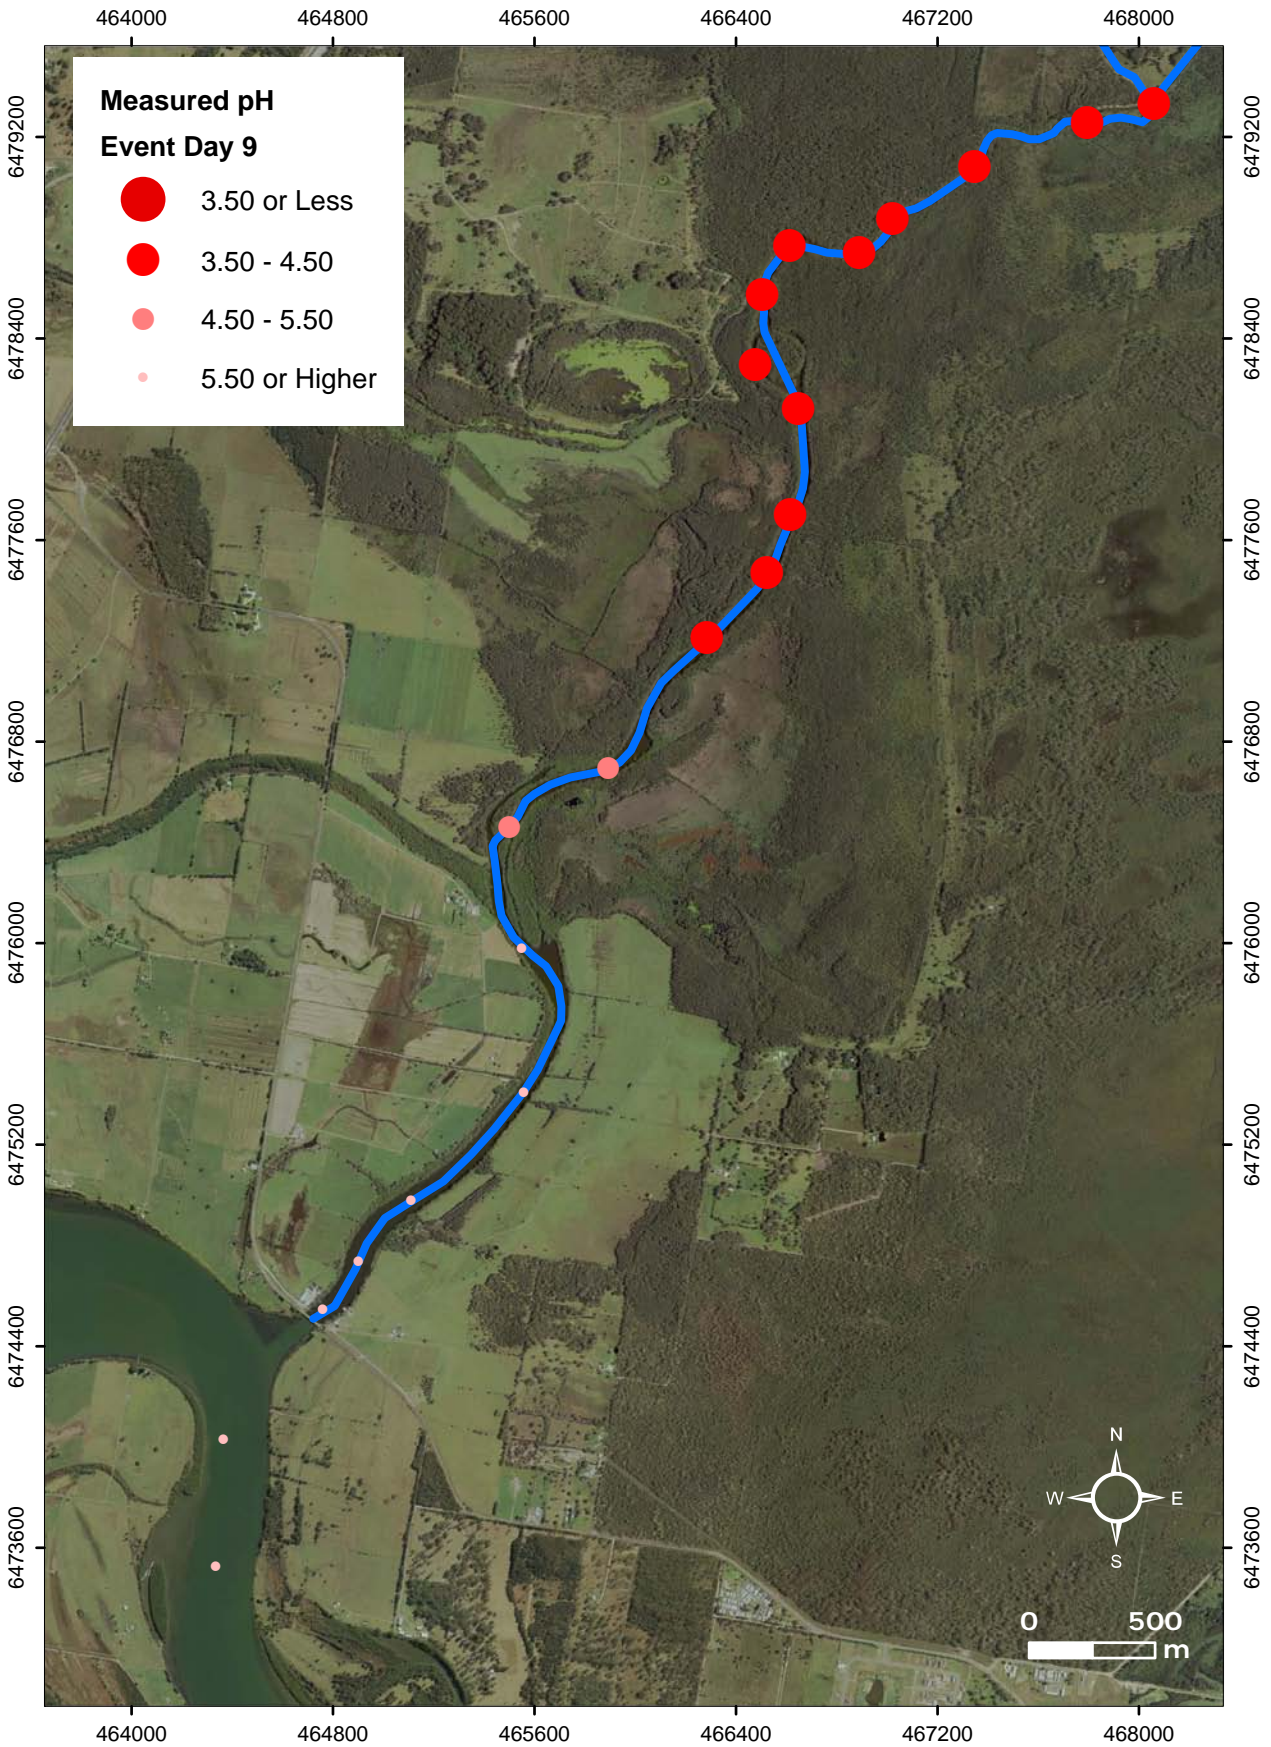 464000 464800 465600 466400 467200 468000
Measured pH
Event Day 9
3.50 or Less
3.50 - 4.50
4.50 - 5.50
5.50 or Higher
6479200 6479200
6478400 6478400
6477600 6477600
6476800 6476800
6476000 6476000
6475200 6475200
6474400 6474400
6473600 6473600
N
W E
S
0 500
m
464000 464800 465600 466400 467200 468000